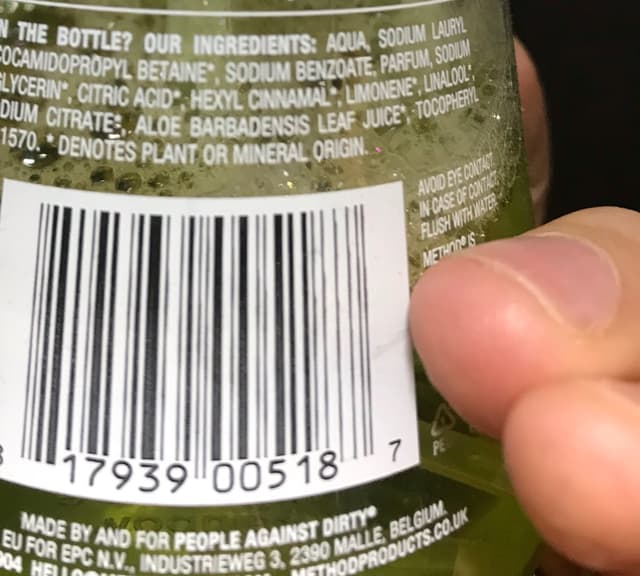 N THE BOTTLE? OUR INGREDIENTS: AQUA, SODIUM LAURYL
COCAMIDOPROPYL BETAINE*, SODIUM BENZOATE, PARFUM, SODIUM
GLYCERIN*, CITRIC ACID*, HEXYL CINNAMAL*, LIMONENE*, LINALOOL*,
DIUM CITRATE*, ALOE BARBADENSIS LEAF JUICE*, TOCOPHERYL
1570. * DENOTES PLANT OR MINERAL ORIGIN.
AVOID EYE CONTACT.
IN CASE OF CONTACT
FLUSH WITH WATER.
METHOD® IS
8 17939 00518 7
PE
MADE BY AND FOR PEOPLE AGAINST DIRTY®
EU FOR EPC N.V., INDUSTRIEWEG 3, 2390 MALLE, BELGIUM.
METHODPRODUCTS.CO.UK